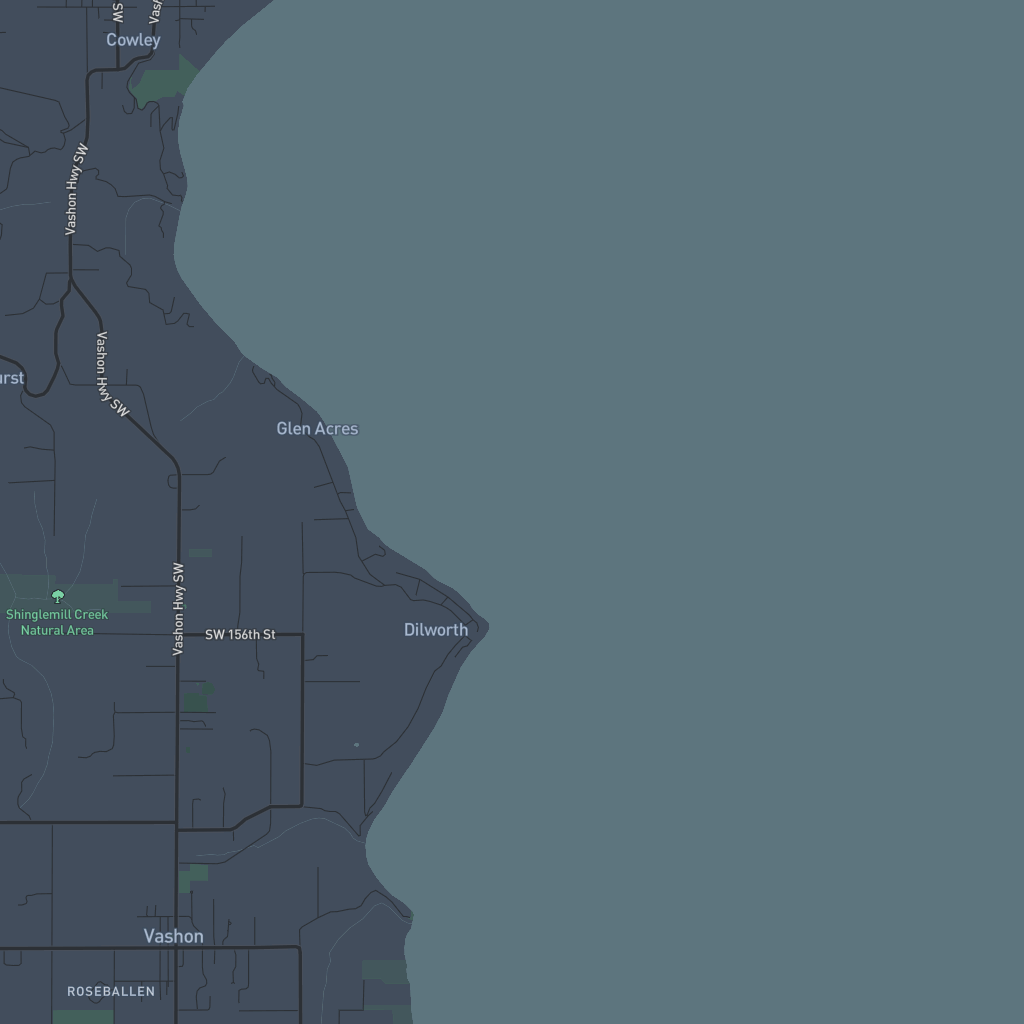 SW
Cowley
Vashon Hwy SW
Vashon Hwy SW
Glen Acres
Vashon Hwy SW
Shinglemill Creek
Natural Area
SW 156th St
Dilworth
Vashon
ROSEBALLEN